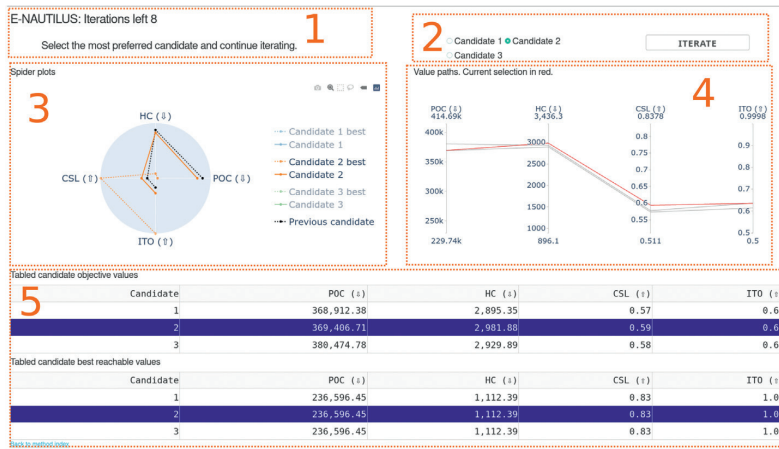 E-NAUTILUS: Iterations left 8
Select the most preferred candidate and continue iterating.
1
2
Candidate 1 Candidate 2
Candidate 3
ITERATE
Spider plots
3
HC (⇩)
CSL (⇧)
POC (⇩)
ITO (⇧)
Candidate 1 best
Candidate 1
Candidate 2 best
Candidate 2
Candidate 3 best
Candidate 3
Previous candidate
Value paths. Current selection in red.
4
POC (⇩) HC (⇩) CSL (⇧) ITO (⇧)
414.69k 3,436.3 0.8378 0.9998
400k
350k
300k
250k
3000
2500
2000
1500
1000
0.8
0.75
0.7
0.65
0.6
0.55
0.9
0.8
0.7
0.6
0.5
229.74k 896.1 0.511 0.5
Tabled candidate objective values
5
Candidate POC (⇩) HC (⇩) CSL (⇧) ITO (⇧
1 368,912.38 2,895.35 0.57 0.6
2 369,406.71 2,981.88 0.59 0.6
3 380,474.78 2,929.89 0.58 0.6
Tabled candidate best reachable values
Candidate POC (⇩) HC (⇩) CSL (⇧) ITO (⇧
1 236,596.45 1,112.39 0.83 1.0
2 236,596.45 1,112.39 0.83 1.0
3 236,596.45 1,112.39 0.83 1.0
Back to method index